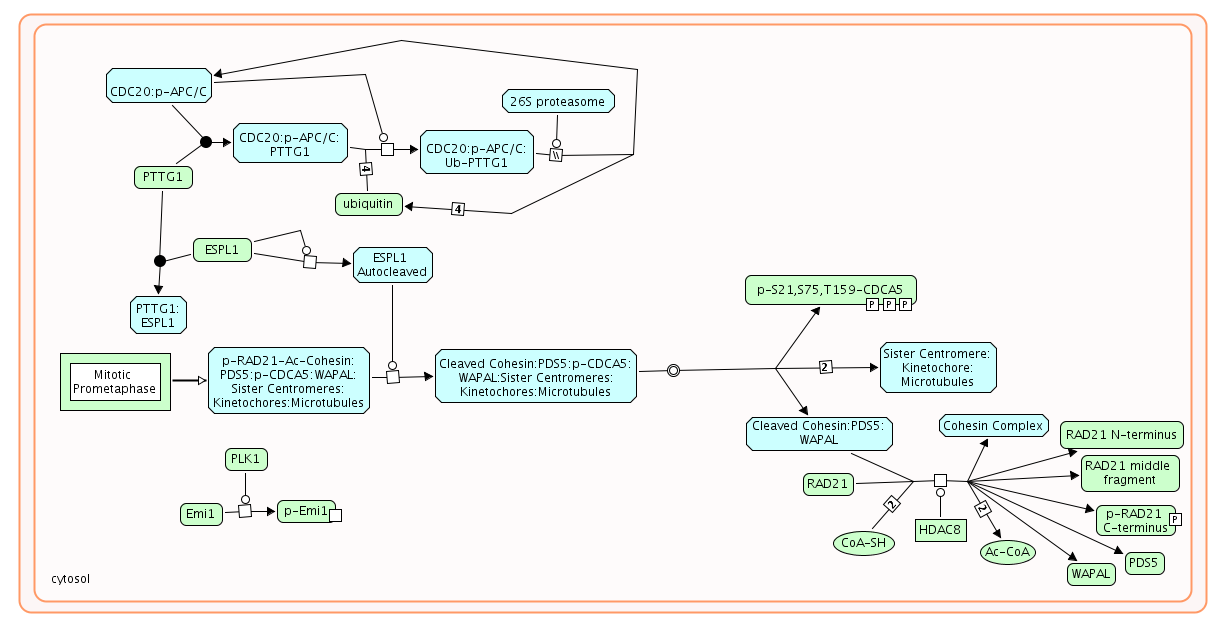 CDC20:p-APC/C
26S proteasome
CDC20:p-APC/C:
PTTG1
CDC20:p-APC/C:
Ub-PTTG1
\\
4
PTTG1
ubiquitin
4
ESPL1
ESPL1
Autocleaved
PTTG1:
ESPL1
p-S21,S75,T159-CDCA5
P
P
P
Mitotic
Prometaphase
p-RAD21-Ac-Cohesin:
PDS5:p-CDCA5:WAPAL:
Sister Centromeres:
Kinetochores:Microtubules
Cleaved Cohesin:PDS5:p-CDCA5:
WAPAL:Sister Centromeres:
Kinetochores:Microtubules
2
Sister Centromere:
Kinetochore:
Microtubules
Cleaved Cohesin:PDS5:
WAPAL
Cohesin Complex
RAD21 N-terminus
PLK1
RAD21
RAD21 middle
fragment
Emi1
p-Emi1
2
2
HDAC8
p-RAD21
C-terminus
P
CoA-SH
Ac-CoA
PDS5
WAPAL
cytosol